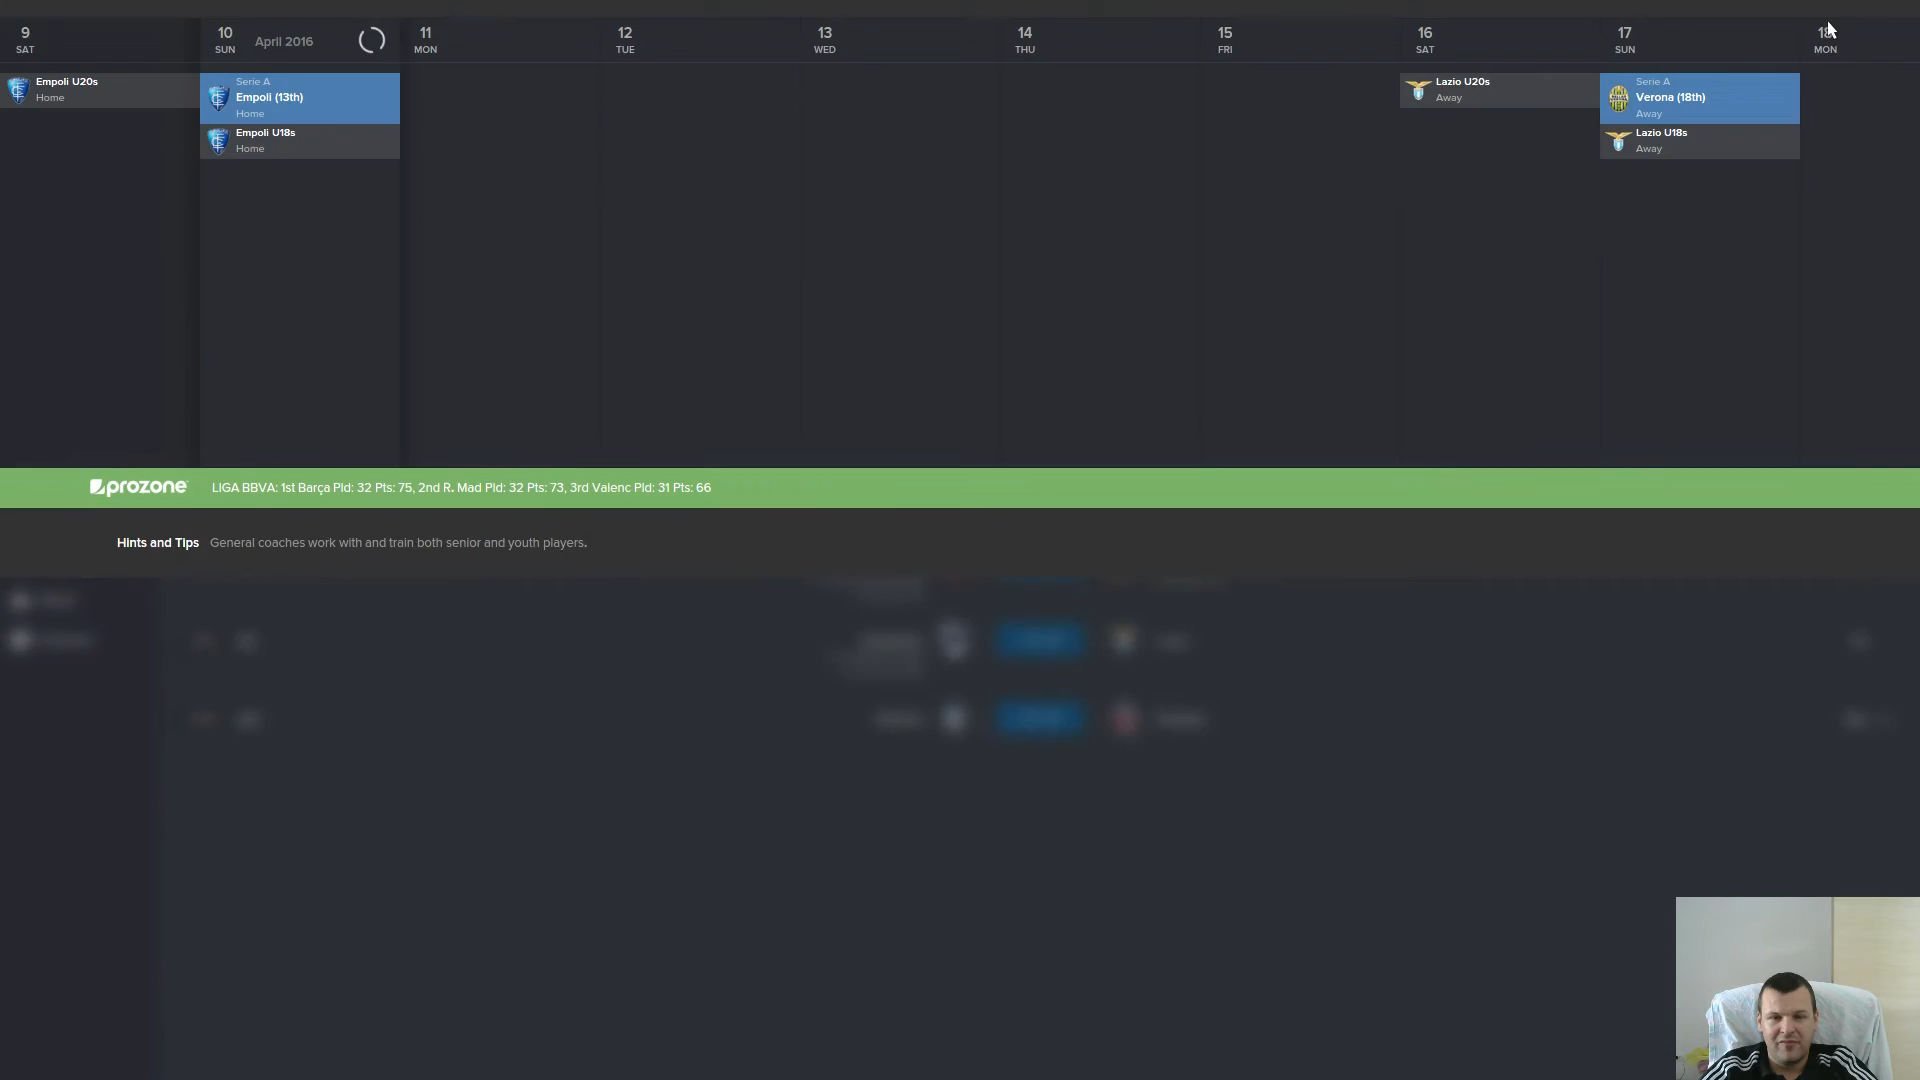 9
SAT
10
SUN
April 2016
11
MON
12
TUE
13
WED
14
THU
15
FRI
16
SAT
17
SUN
18
MON
Empoli U20s
Home
Serie A
Empoli (13th)
Home
Empoli U18s
Home
Lazio U20s
Away
Serie A
Verona (18th)
Away
Lazio U18s
Away
prozone
LIGA BBVA: 1st Barça Pld: 32 Pts: 75, 2nd R. Mad Pld: 32 Pts: 73, 3rd Valenc Pld: 31 Pts: 66
Hints and Tips General coaches work with and train both senior and youth players.